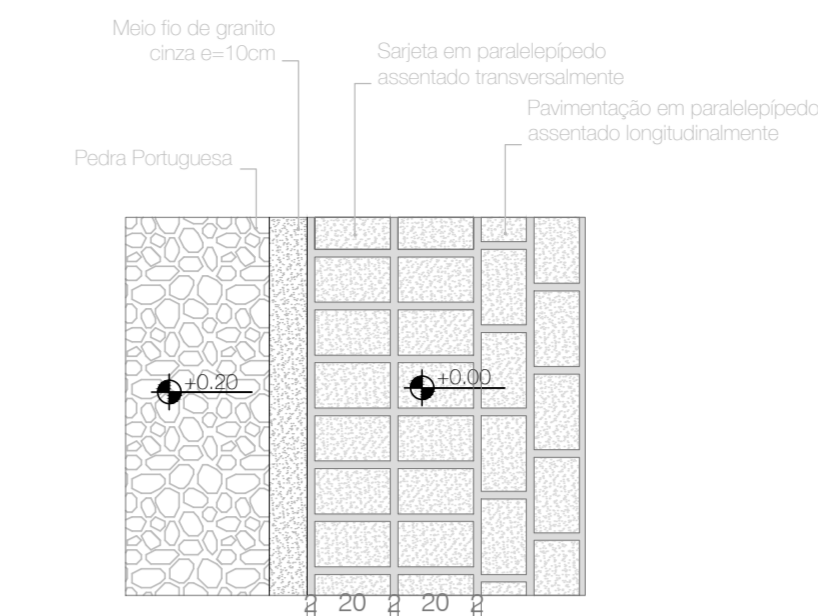 Meio fio de granito
cinza e=10cm
Sarjeta em paralelepípedo
assentado transversalmente
Pavimentação em paralelepípedo
assentado longitudinalmente
Pedra Portuguesa
+0.20
+0.00
2 20 2 20 2